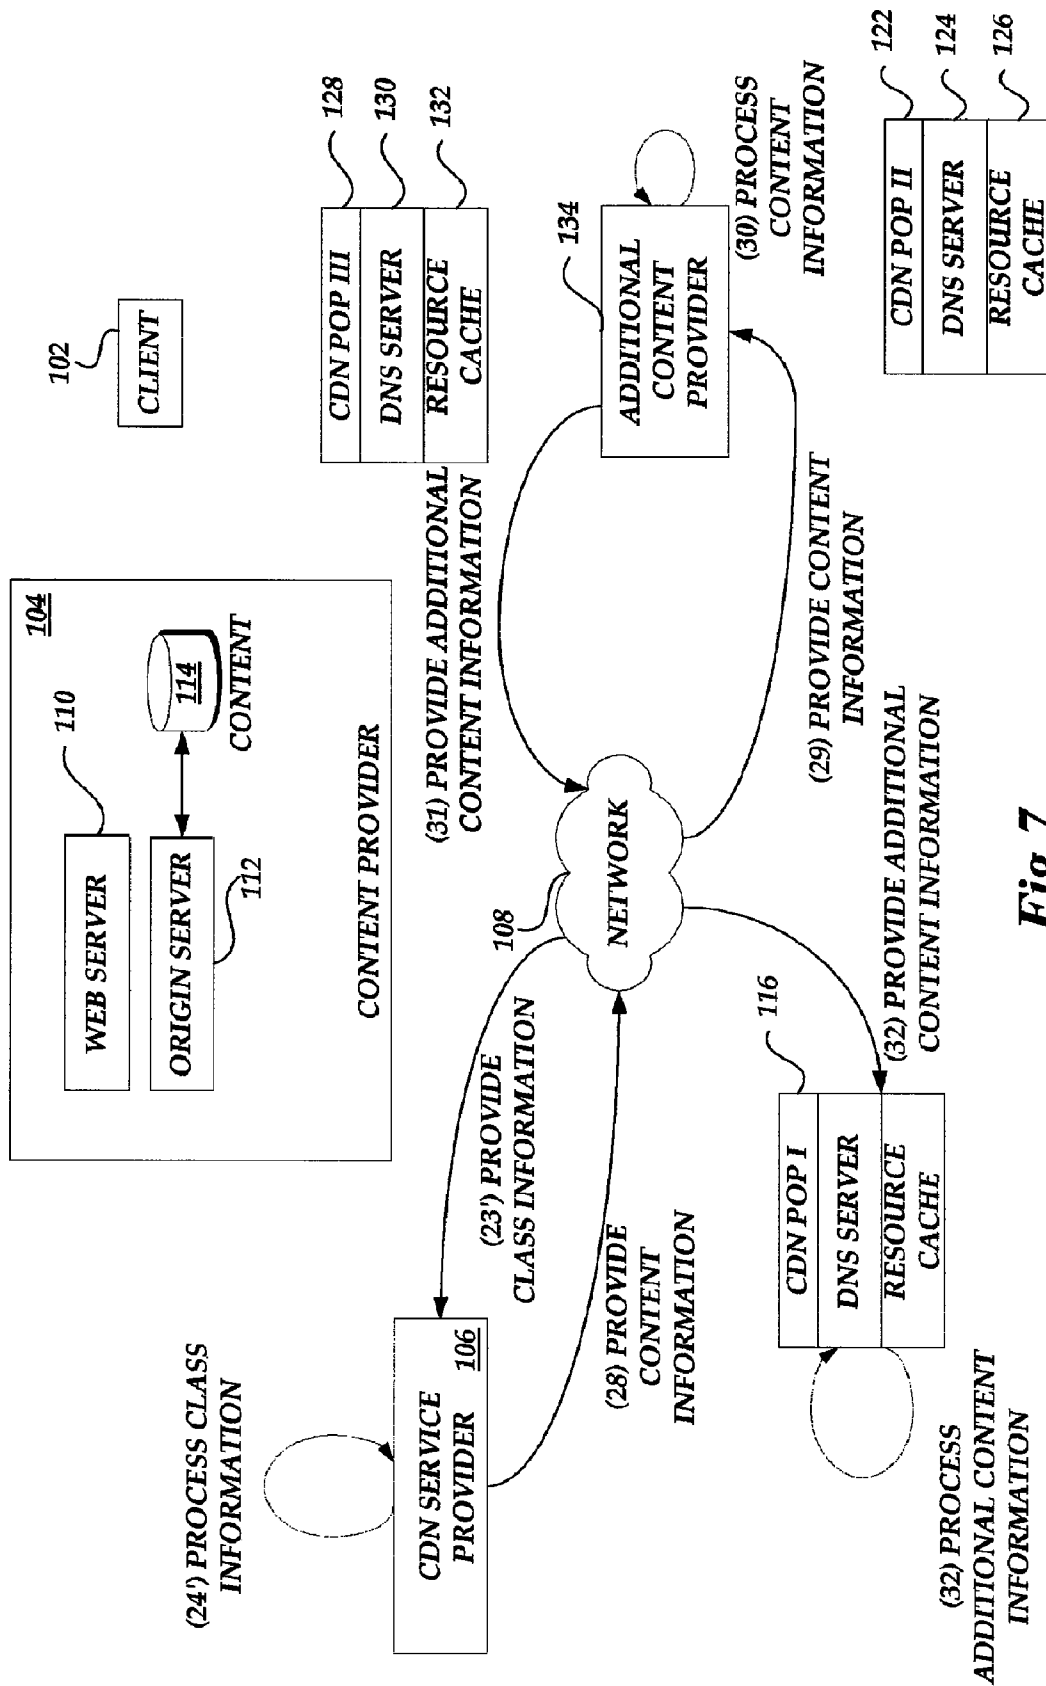 102
CLIENT
104
110
WEB SERVER
ORIGIN SERVER
112
114
CONTENT
CONTENT PROVIDER
CDN POP III
DNS SERVER
RESOURCE
CACHE
128
130
132
(24') PROCESS CLASS
INFORMATION
CDN SERVICE
PROVIDER
106
(23') PROVIDE
CLASS INFORMATION
(28) PROVIDE
CONTENT
INFORMATION
108
NETWORK
(31) PROVIDE ADDITIONAL
CONTENT INFORMATION
134
ADDITIONAL
CONTENT
PROVIDER
(30) PROCESS
CONTENT
INFORMATION
(29) PROVIDE CONTENT
INFORMATION
116
CDN POP I
DNS SERVER
RESOURCE
CACHE
(32) PROVIDE ADDITIONAL
CONTENT INFORMATION
(32) PROCESS
ADDITIONAL CONTENT
INFORMATION
CDN POP II
DNS SERVER
RESOURCE
CACHE
122
124
126
Fig. 7.